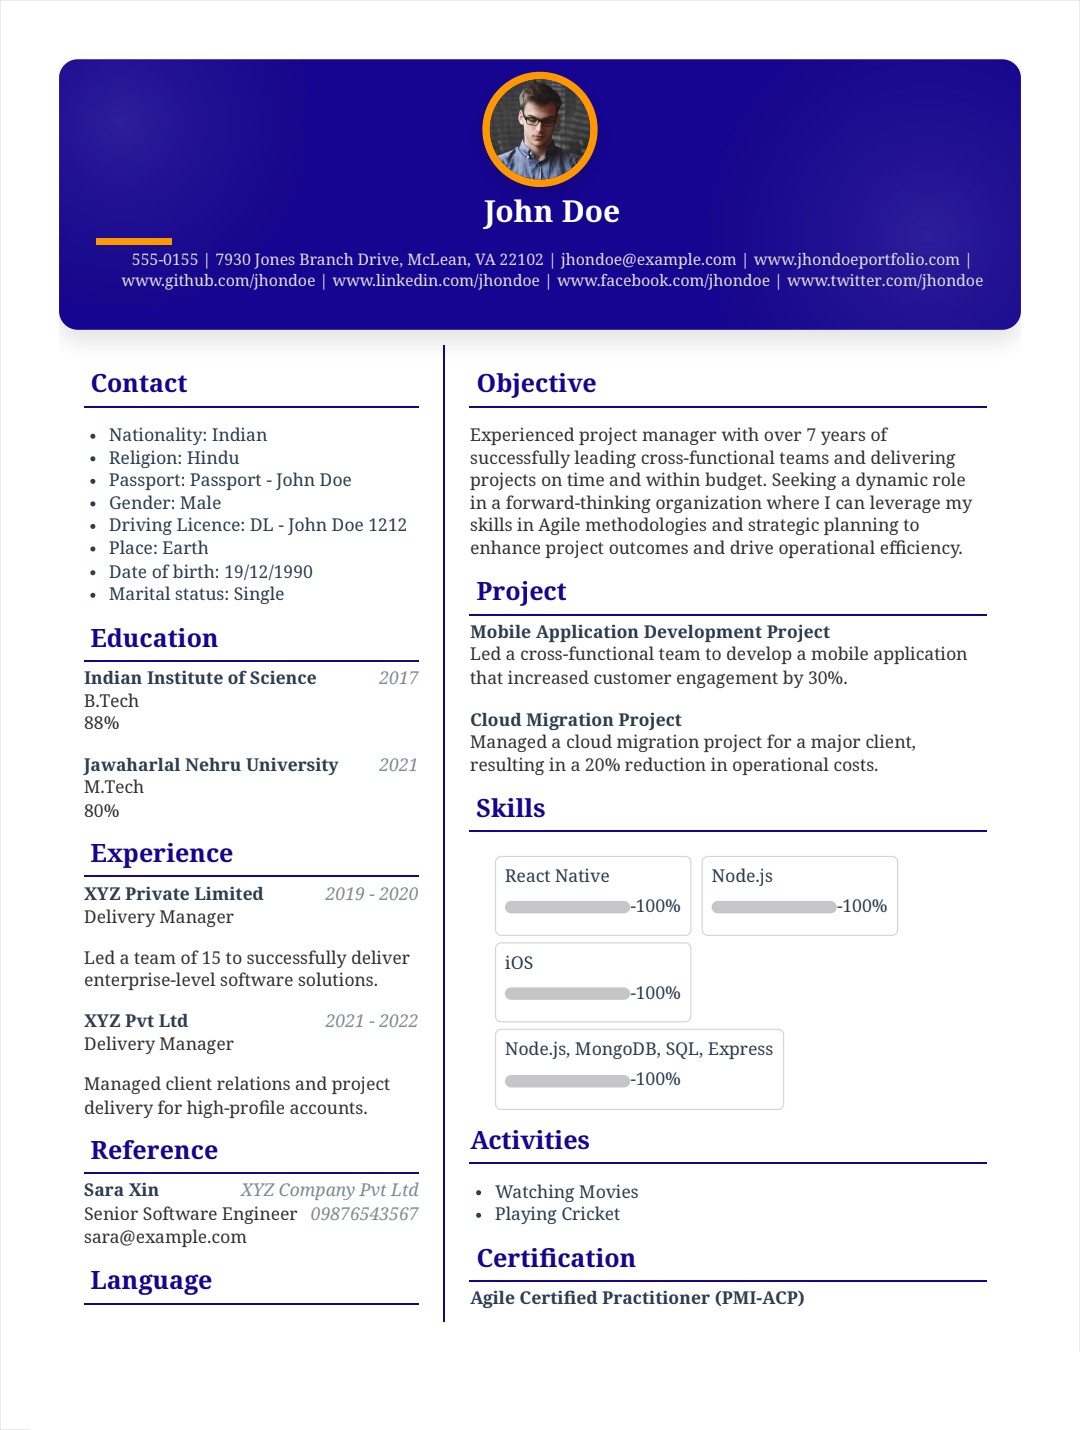 John Doe
555-0155 | 7930 Jones Branch Drive, McLean, VA 22102 | jhondoe@example.com | www.jhondoeportfolio.com |
www.github.com/jhondoe | www.linkedin.com/jhondoe | www.facebook.com/jhondoe | www.twitter.com/jhondoe
Contact
• Nationality: Indian
• Religion: Hindu
• Passport: Passport - John Doe
• Gender: Male
• Driving Licence: DL - John Doe 1212
• Place: Earth
• Date of birth: 19/12/1990
• Marital status: Single
Education
Indian Institute of Science 2017
B.Tech
88%
Jawaharlal Nehru University 2021
M.Tech
80%
Experience
XYZ Private Limited 2019 - 2020
Delivery Manager
Led a team of 15 to successfully deliver
enterprise-level software solutions.
XYZ Pvt Ltd 2021 - 2022
Delivery Manager
Managed client relations and project
delivery for high-profile accounts.
Reference
Sara Xin XYZ Company Pvt Ltd
Senior Software Engineer 09876543567
sara@example.com
Language
Objective
Experienced project manager with over 7 years of
successfully leading cross-functional teams and delivering
projects on time and within budget. Seeking a dynamic role
in a forward-thinking organization where I can leverage my
skills in Agile methodologies and strategic planning to
enhance project outcomes and drive operational efficiency.
Project
Mobile Application Development Project
Led a cross-functional team to develop a mobile application
that increased customer engagement by 30%.
Cloud Migration Project
Managed a cloud migration project for a major client,
resulting in a 20% reduction in operational costs.
Skills
React Native
-100%
Node.js
-100%
iOS
-100%
Node.js, MongoDB, SQL, Express
-100%
Activities
• Watching Movies
• Playing Cricket
Certification
Agile Certified Practitioner (PMI-ACP)